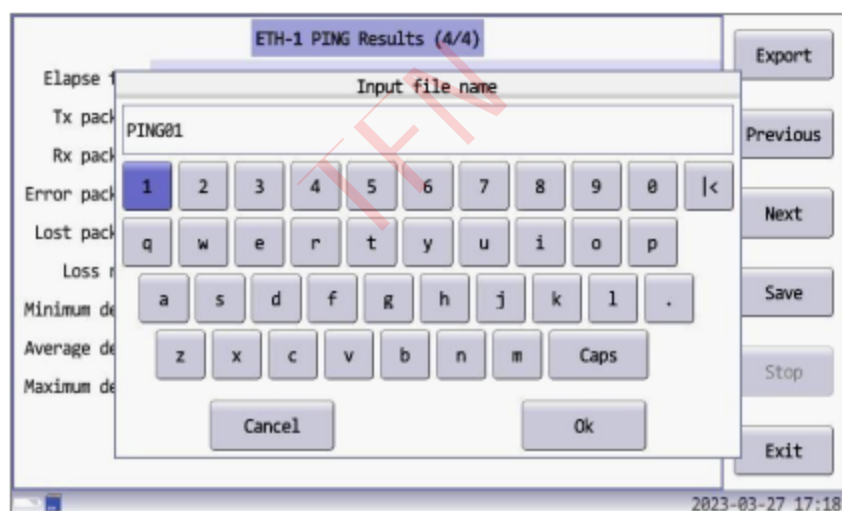 ETH-1 PING Results (4/4)
Export
Elapse
Input file name
Tx pack
PING01
Previous
Rx pack
1 2 3 4 5 6 7 8 9 0 |<
Error pack
Next
Lost pack
q w e r t y u i o p
Loss
a s d f g h j k l .
Save
Minimum de
Average de
z x c v b n m Caps
Stop
Maximum de
Cancel Ok
Exit
2023-03-27 17:18
TFN